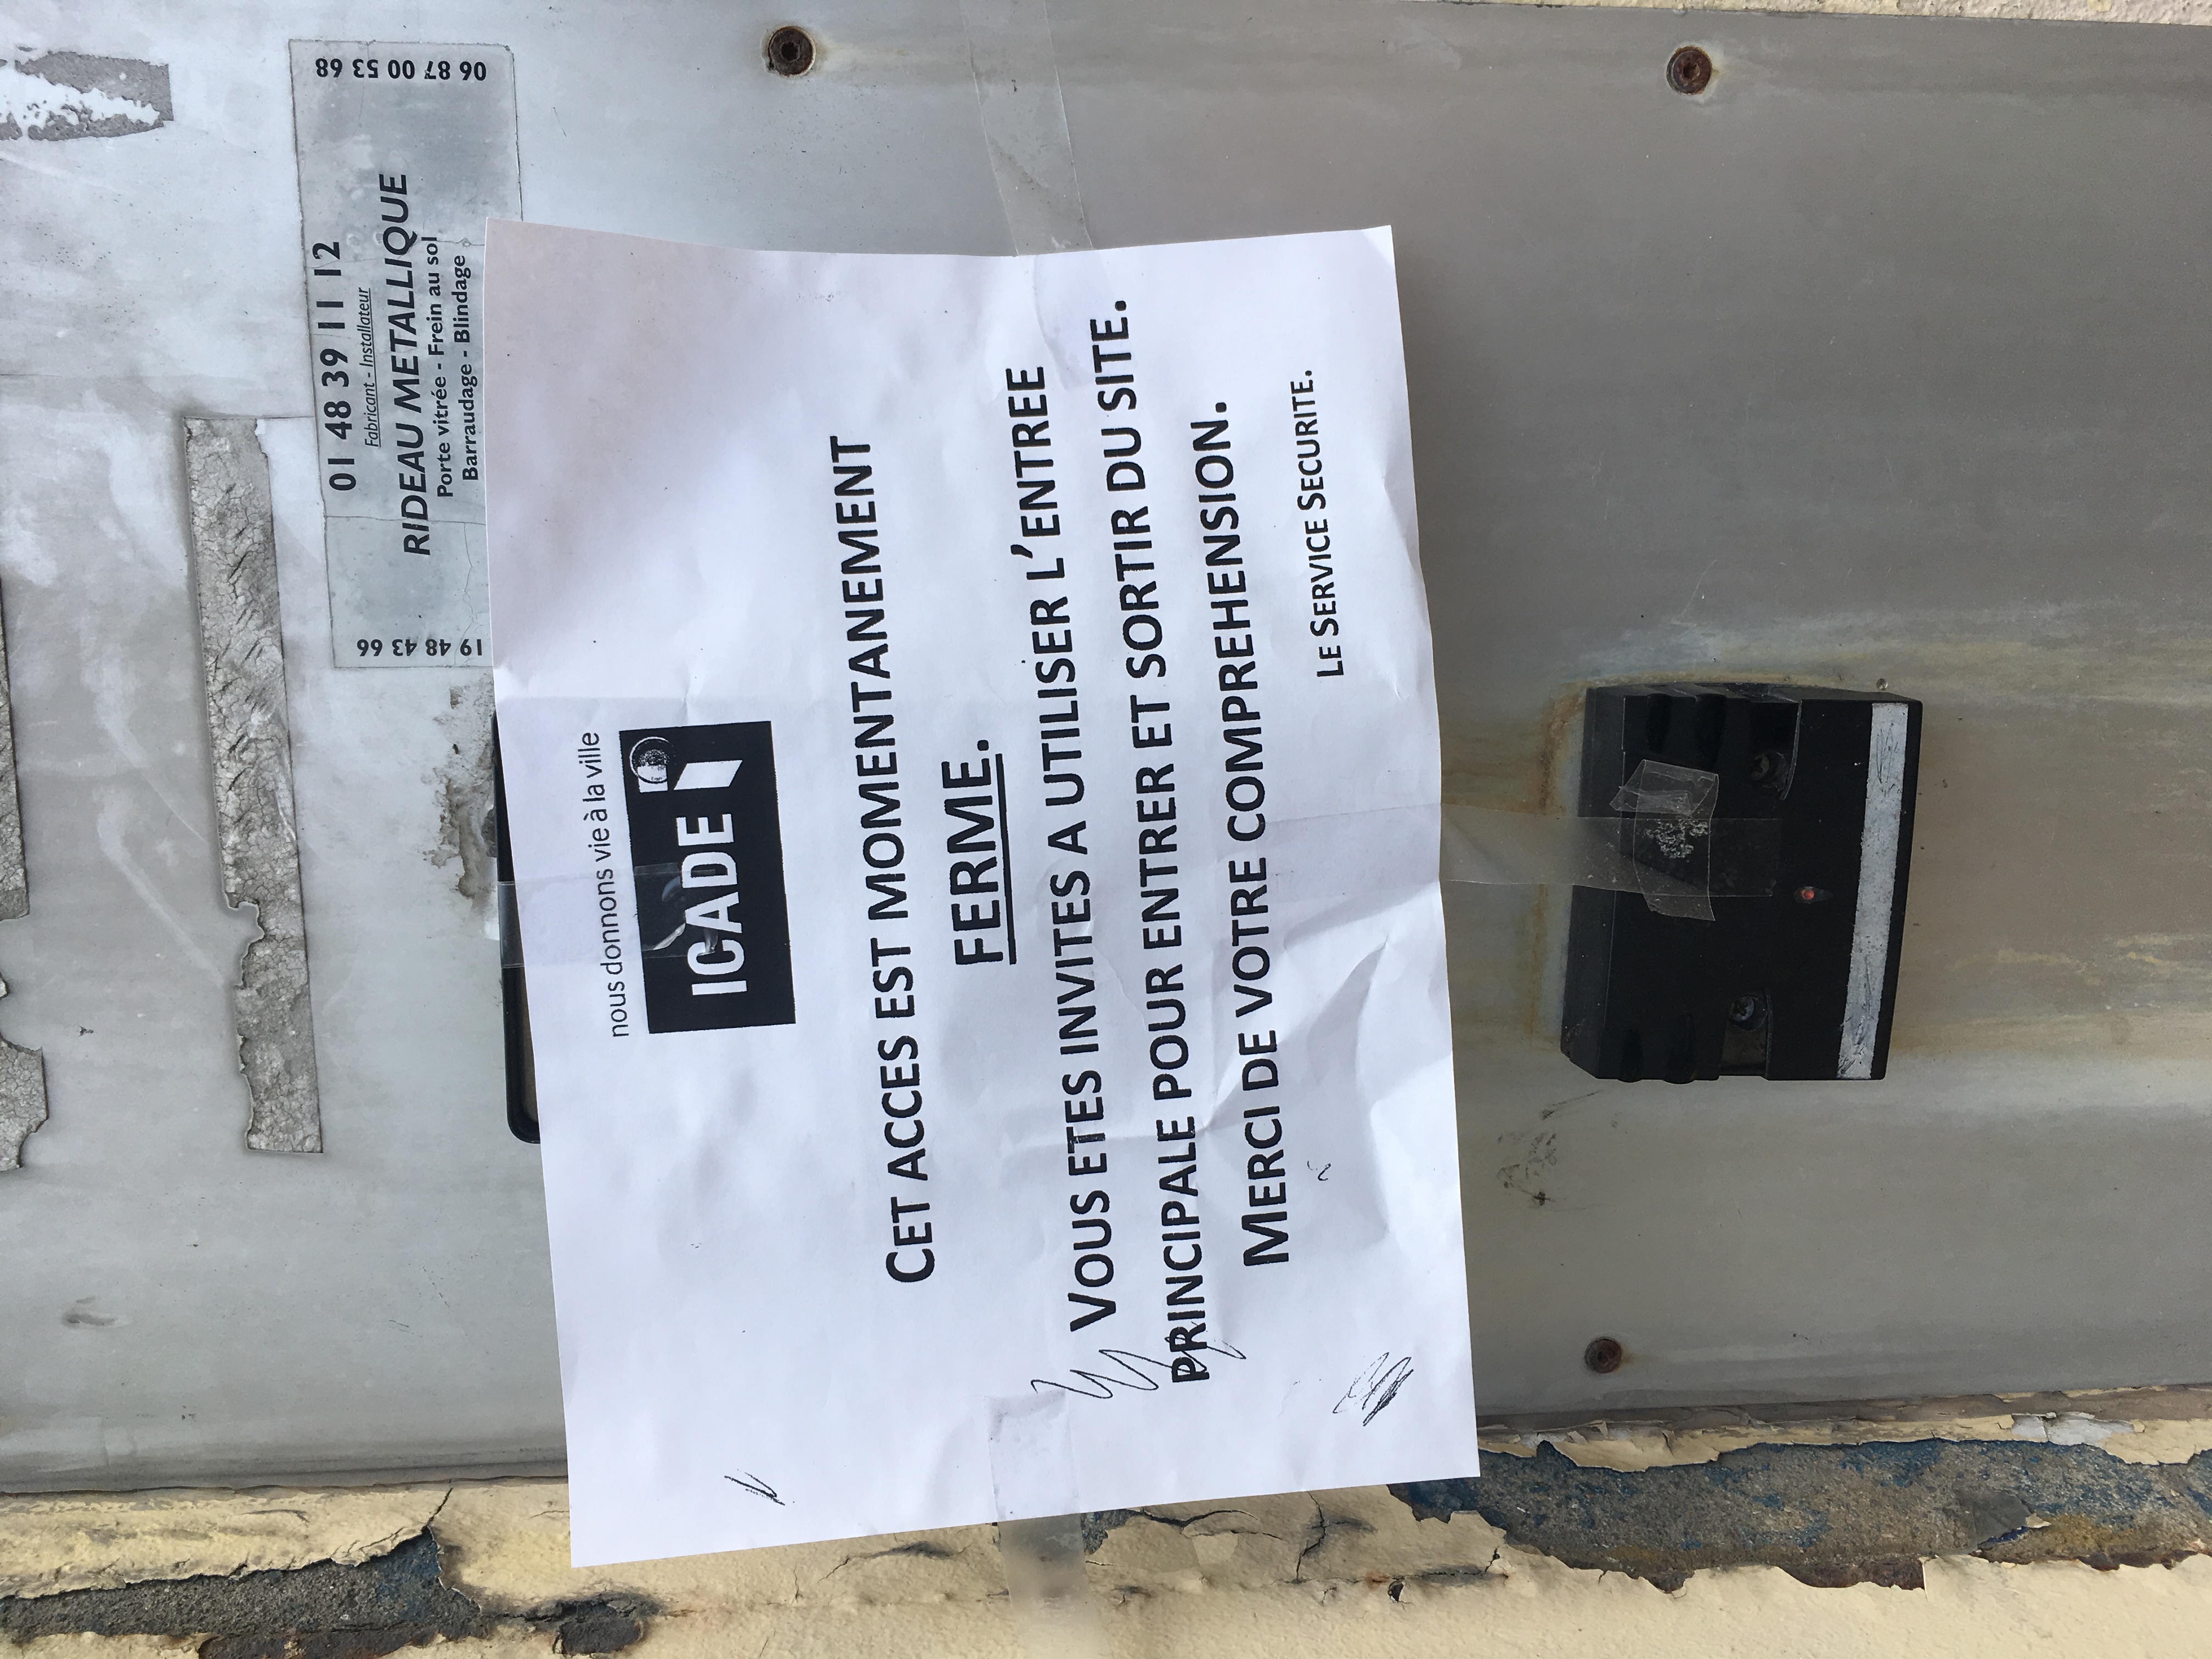 06 87 00 53 68
01 48 39 11 12
Fabricant - Installateur
RIDEAU METALLIQUE
Porte vitrée - Frein au sol
Barraudage - Blindage
19 48 43 66
nous donnons vie à la ville
ICADE
CET ACCES EST MOMENTANEMENT
FERME.
VOUS ETES INVITES A UTILISER L'ENTREE
PRINCIPALE POUR ENTRER ET SORTIR DU SITE.
MERCI DE VOTRE COMPREHENSION.
LE SERVICE SECURITE.